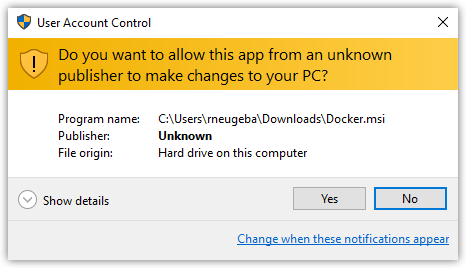 User Account Control
Do you want to allow this app from an unknown
publisher to make changes to your PC?
Program name: C:\Users\rneugeba\Downloads\Docker.msi
Publisher: Unknown
File origin: Hard drive on this computer
Show details Yes No
Change when these notifications appear